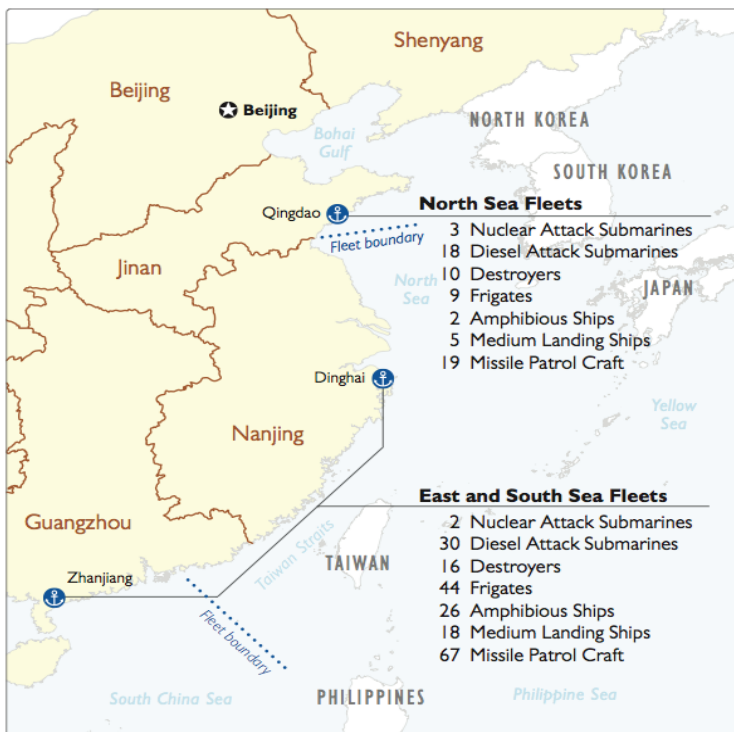 Shenyang
Beijing
Beijing
Bohai
Gulf
NORTH KOREA
SOUTH KOREA
Qingdao
North Sea Fleets
3 Nuclear Attack Submarines
18 Diesel Attack Submarines
10 Destroyers
9 Frigates
2 Amphibious Ships
5 Medium Landing Ships
19 Missile Patrol Craft
Fleet boundary
Jinan
North
Sea
JAPAN
Dinghai
Nanjing
Yellow
Sea
East and South Sea Fleets
2 Nuclear Attack Submarines
30 Diesel Attack Submarines
16 Destroyers
44 Frigates
26 Amphibious Ships
18 Medium Landing Ships
67 Missile Patrol Craft
Guangzhou
Taiwan Straits
TAIWAN
Zhanjiang
Fleet boundary
South China Sea
PHILIPPINES
Philippine Sea